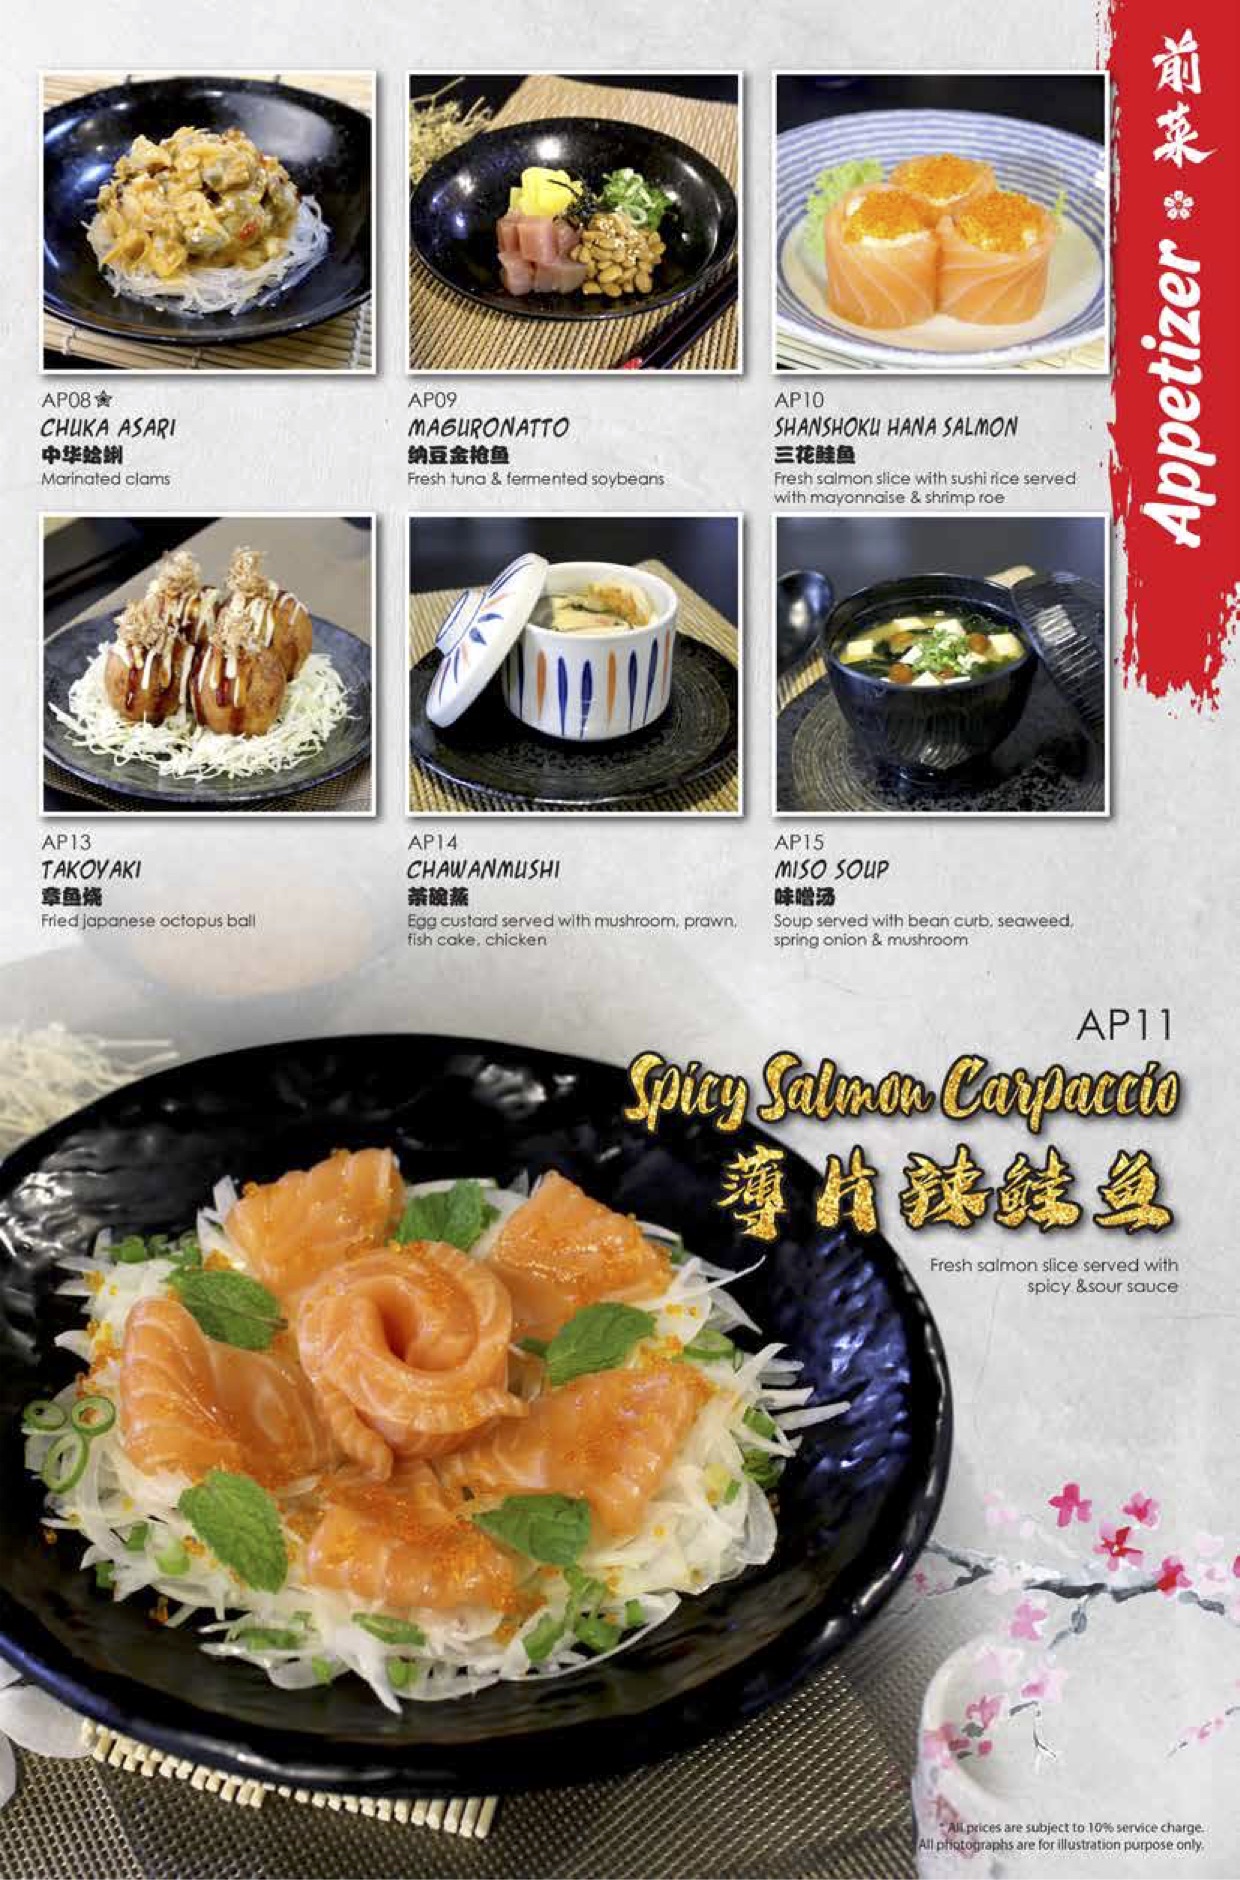 前菜
Appetizer
AP08
CHUKA ASARI
中华蛤蜊
Marinated clams
AP09
MAGURONATTO
纳豆金枪鱼
Fresh tuna & fermented soybeans
AP10
SHANSHOKU HANA SALMON
三花鲑鱼
Fresh salmon slice with sushi rice served
with mayonnaise & shrimp roe
AP13
TAKOYAKI
章鱼烧
Fried japanese octopus ball
AP14
CHAWANMUSHI
茶碗蒸
Egg custard served with mushroom, prawn,
fish cake, chicken
AP15
MISO SOUP
味噌汤
Soup served with bean curb, seaweed,
spring onion & mushroom
AP11
Spicy Salmon Carpaccio
薄片辣鲑鱼
Fresh salmon slice served with
spicy &sour sauce
* All prices are subject to 10% service charge.
All photographs are for illustration purpose only.